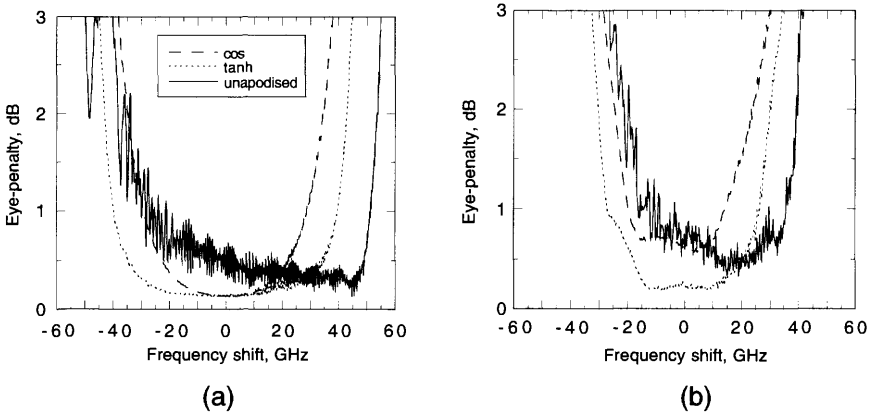 3
2
1
0
Eye-penalty, dB
cos
tanh
unapodised
-60 -40 -20 0 20 40 60
Frequency shift, GHz
(a)
3
2
1
0
Eye-penalty, dB
-60 -40 -20 0 20 40 60
Frequency shift, GHz
(b)